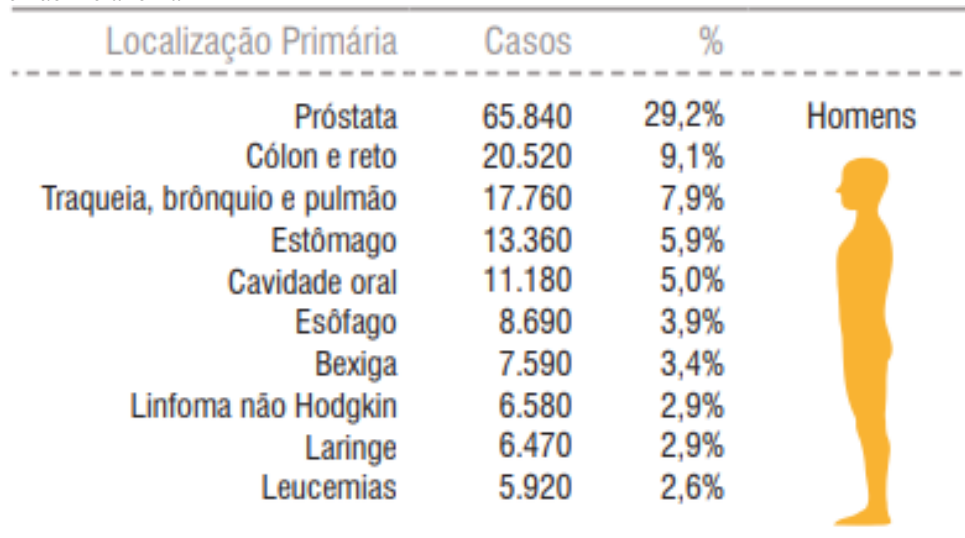 Localização Primária Casos %
Próstata 65.840 29,2% Homens
Cólon e reto 20.520 9,1%
Traqueia, brônquio e pulmão 17.760 7,9%
Estômago 13.360 5,9%
Cavidade oral 11.180 5,0%
Esôfago 8.690 3,9%
Bexiga 7.590 3,4%
Linfoma não Hodgkin 6.580 2,9%
Laringe 6.470 2,9%
Leucemias 5.920 2,6%